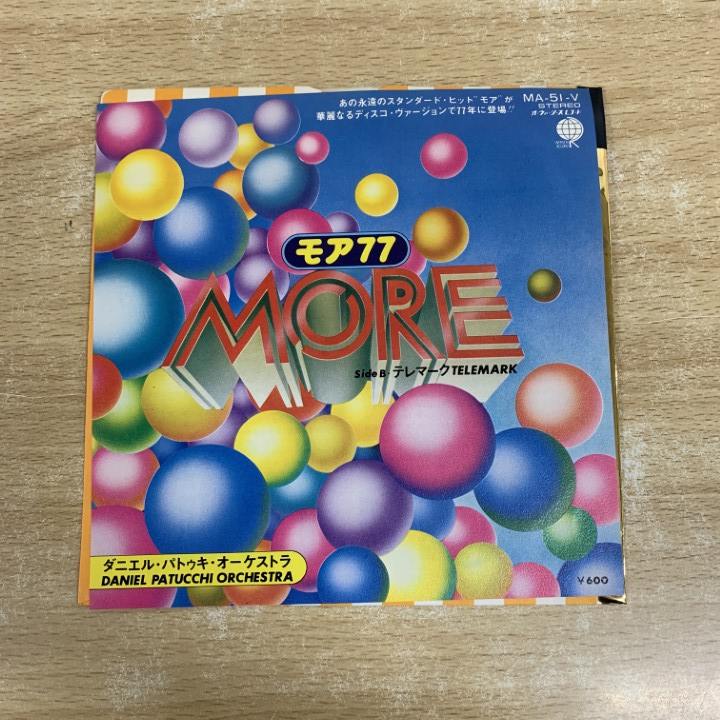 あの永遠のスタンダード・ヒット"モア"が
華麗なるディスコ・ヴァージョンで77年に登場!!
MA-51-V
STEREO
モア77
MORE
Side B・テレマークTELEMARK
ダニエル・パトゥキ・オーケストラ
DANIEL PATUCCHI ORCHESTRA
¥600